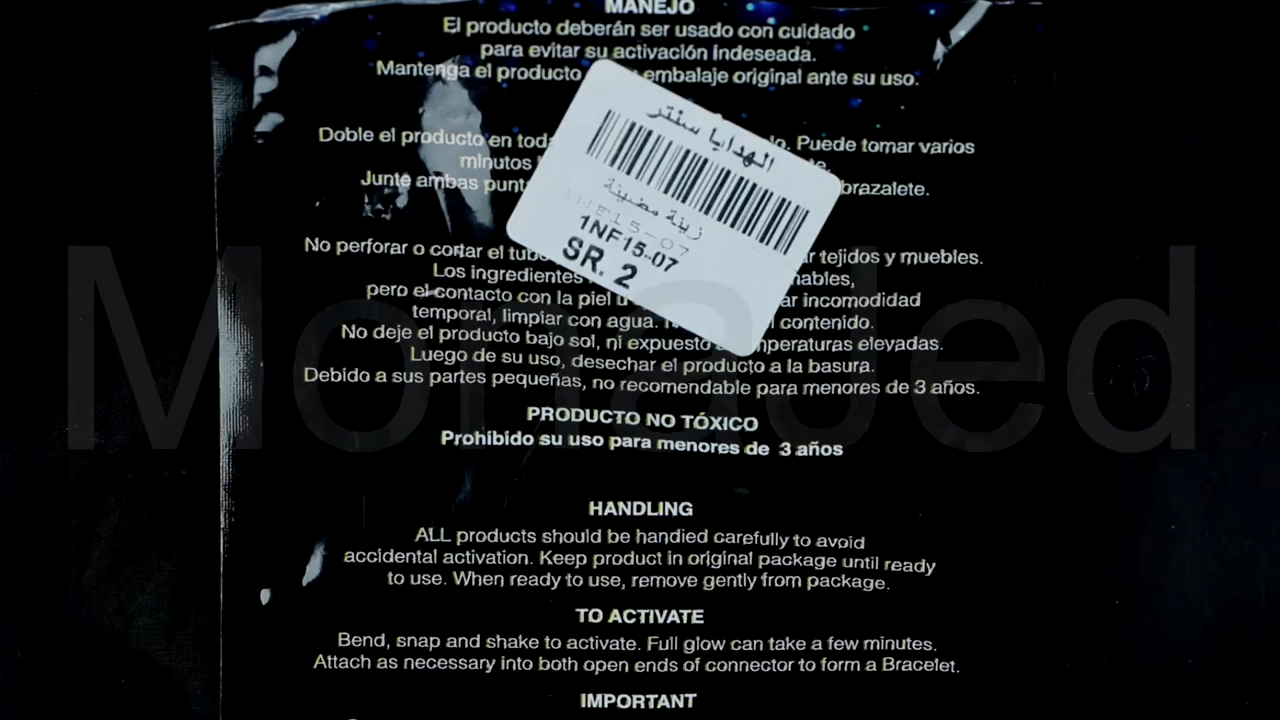 MANEJO
El producto deberán ser usado con cuidado
para evitar su activación indeseada.
Mantenga el producto embalaje original ante su uso.
Doble el producto en Puede tomar varios
minutos
Junte ambas brazalete.
الهدايا سنتر
زينة مضيئة
1NF15-07
1NF15-07
SR. 2
No perforar o cortar el tejidos y muebles.
Los ingredientes
pero el contacto con la piel incomodidad
temporal, limpiar con agua. contenido.
No deje el producto bajo sol, ni expuesto elevadas.
Luego de su uso, desechar el producto a la basura.
Debido a sus partes pequeñas, no recomendable para menores de 3 años.
PRODUCTO NO TÓXICO
Prohíbido su uso para menores de 3 años
HANDLING
ALL products should be handied carefully to avoid
accidental activation. Keep product in original package until ready
to use. When ready to use, remove gently from package.
TO ACTIVATE
Bend, snap and shake to activate. Full glow can take a few minutes.
Attach as necessary into both open ends of connector to form a Bracelet.
IMPORTANT